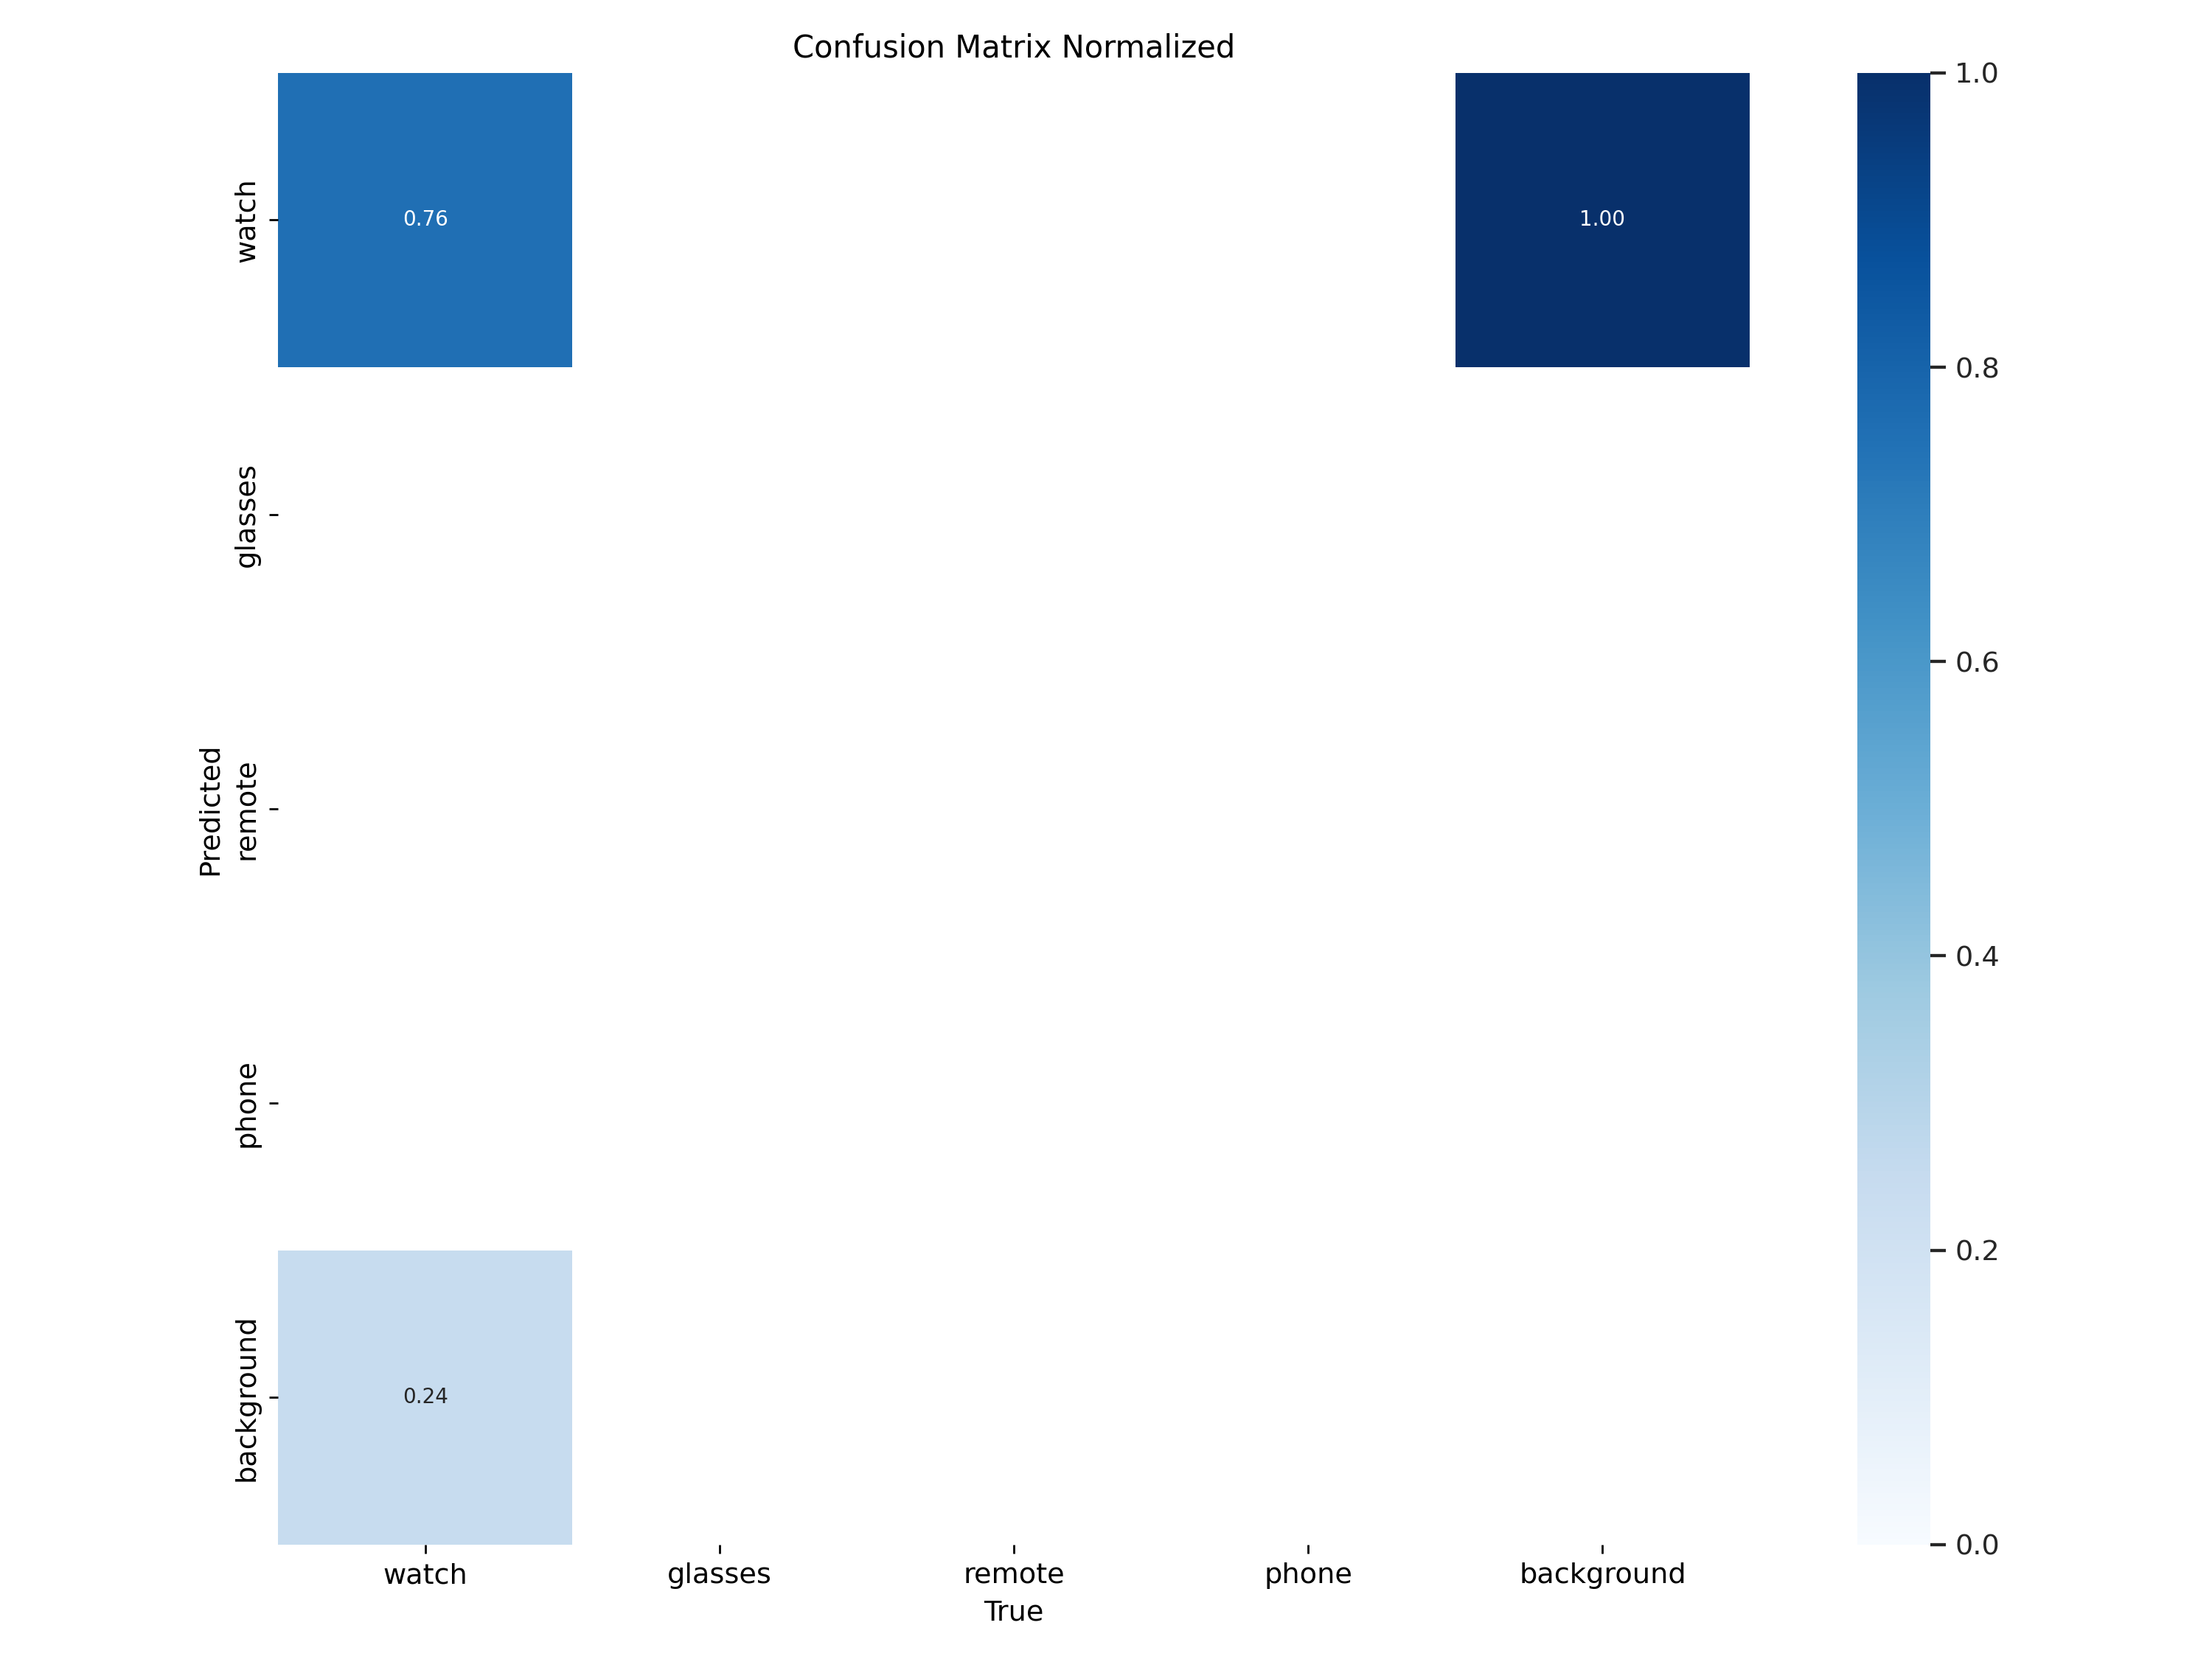 Confusion Matrix Normalized
watch
glasses
remote
phone
background
Predicted
0.76
1.00
0.24
watch glasses remote phone background
True
1.0
0.8
0.6
0.4
0.2
0.0